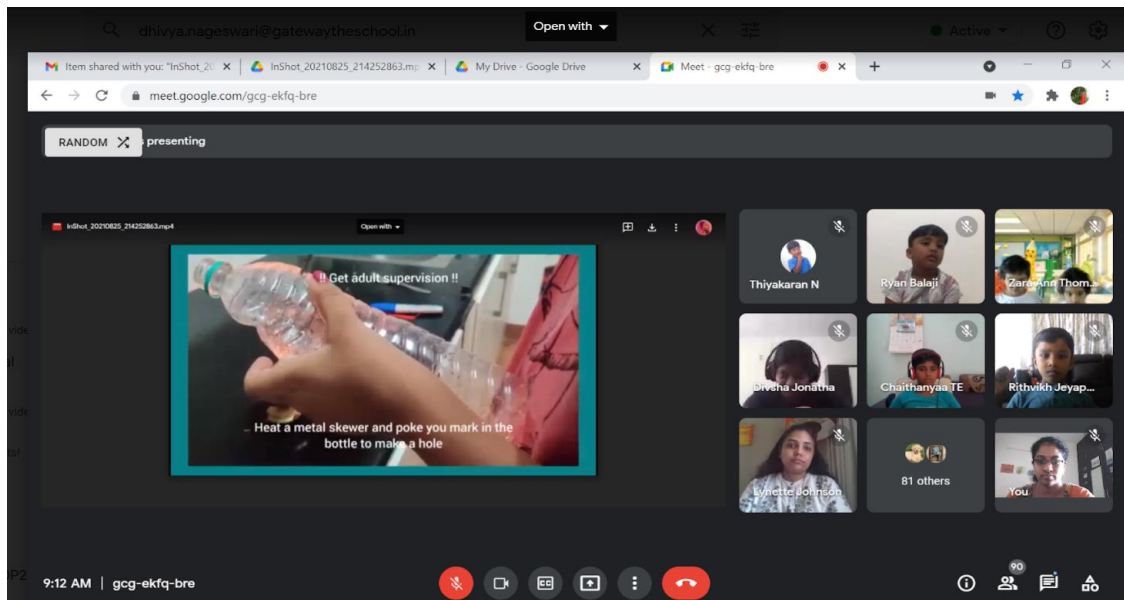 dhivya.nageswari@gatewaytheschool.in
Open with
Active
Item shared with you: "InShot_20
InShot_20210825_214252863.mp
My Drive - Google Drive
Meet - gcg-ekfq-bre
meet.google.com/gcg-ekfq-bre
RANDOM
s presenting
InShot_20210825_214252863.mp4
Open with
!! Get adult supervision !!
... Heat a metal skewer and poke you mark in the
bottle to make a hole
Thiyakaran N
Ryan Balaji
Zara Ann Thom...
Divsha Jonatha
Chaithanyaa TE
Rithvikh Jeyap...
Lynette Johnson
81 others
You
9:12 AM | gcg-ekfq-bre
90